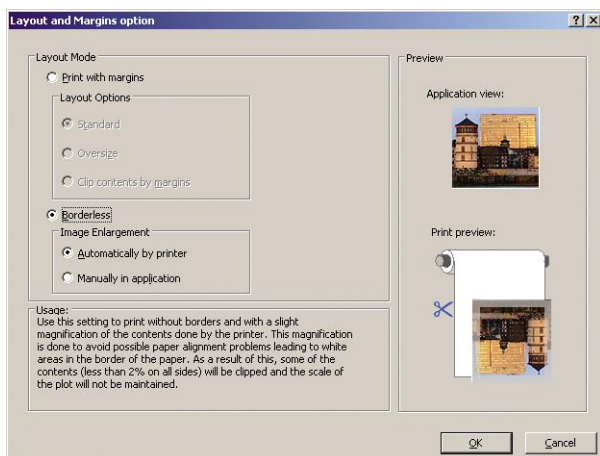 Layout and Margins option
Layout Mode
Print with margins
Layout Options
Standard
Oversize
Clip contents by margins
Borderless
Image Enlargement
Automatically by printer
Manually in application
Usage:
Use this setting to print without borders and with a slight
magnification of the contents done by the printer. This magnification
is done to avoid possible paper alignment problems leading to white
areas in the border of the paper. As a result of this, some of the
contents (less than 2% on all sides) will be clipped and the scale of
the plot will not be maintained.
Preview
Application view:
Print preview:
OK
Cancel